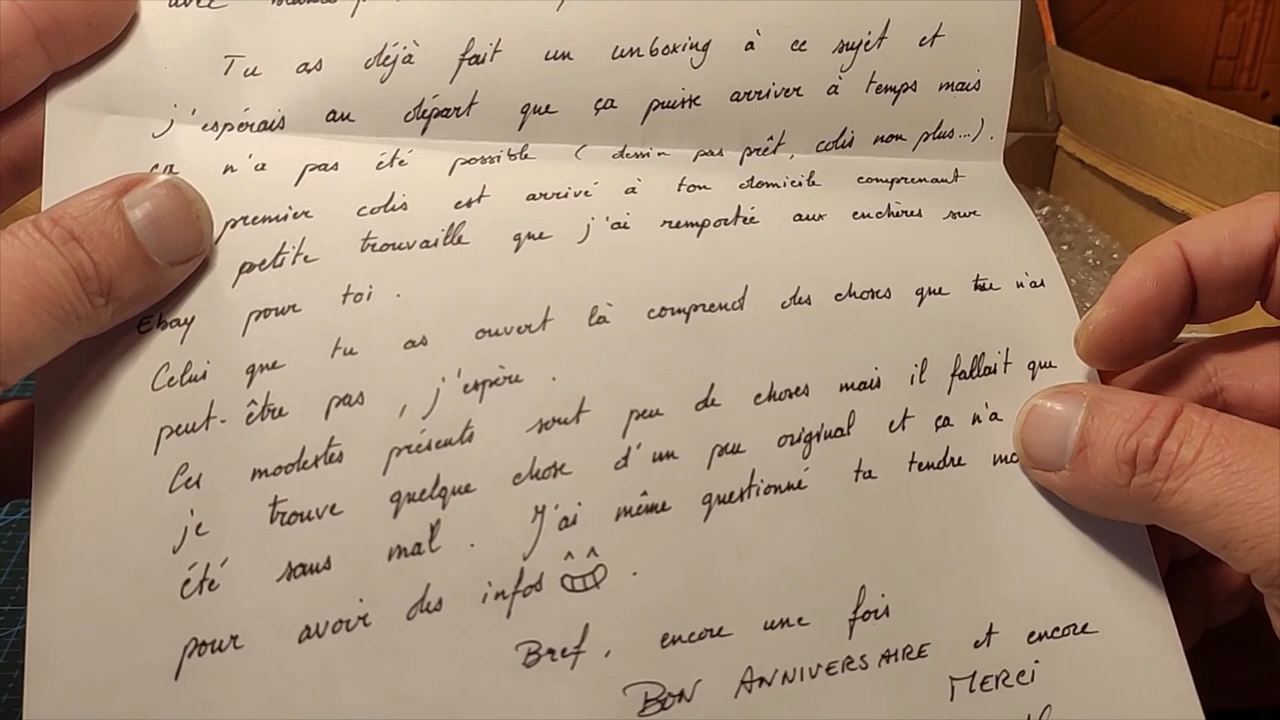 avec
Tu as déjà fait un unboxing à ce sujet et
j'espérais au départ que ça puisse arriver à temps mais
ça n'a pas été possible ( dessin pas prêt, colis non plus...).
premier colis est arrivé à ton domicile comprenant
petite trouvaille que j'ai remportée aux enchères sur
Ebay pour toi.
Celui que tu as ouvert là comprend des choses que tu n'as
peut-être pas, j'espère.
Ces modestes présents sont peu de choses mais il fallait que
je trouve quelque chose d'un peu original et ça n'a
été sans mal. J'ai même questionné ta tendre
pour avoir des infos.
Bref, encore une fois
BON ANNIVERSAIRE et encore
MERCi